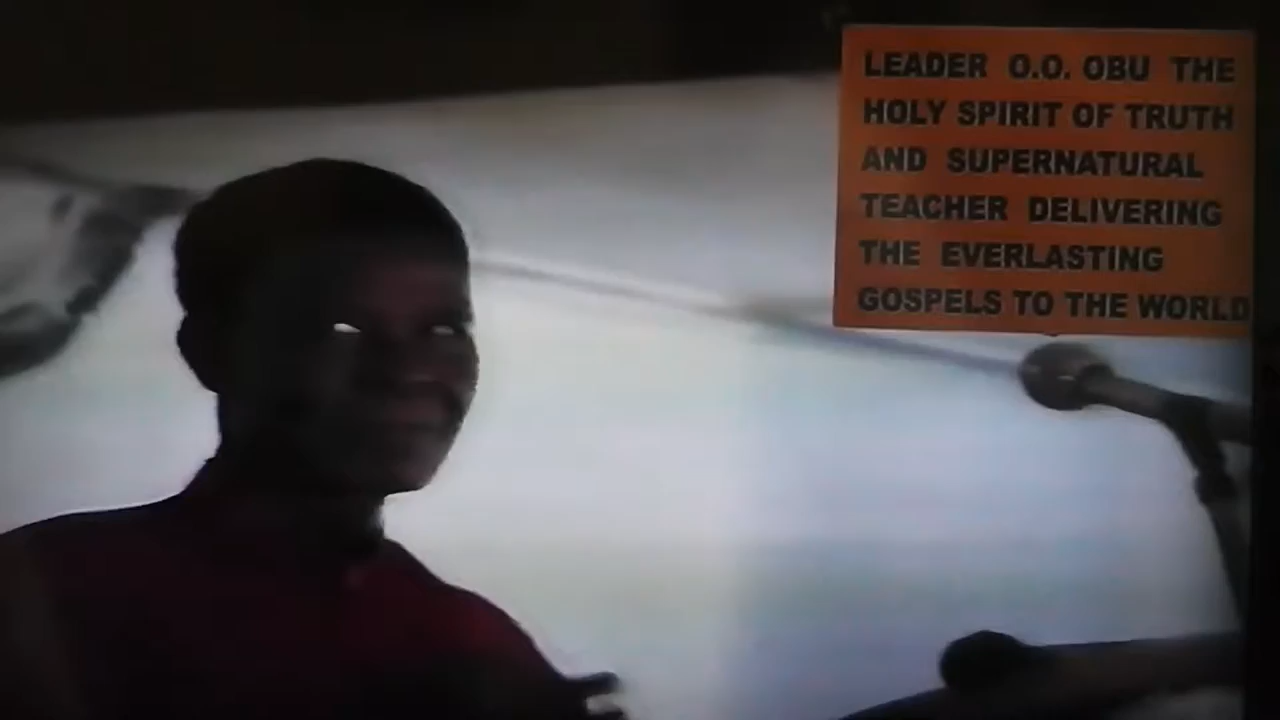 LEADER O.O. OBU THE
HOLY SPIRIT OF TRUTH
AND SUPERNATURAL
TEACHER DELIVERING
THE EVERLASTING
GOSPELS TO THE WORLD